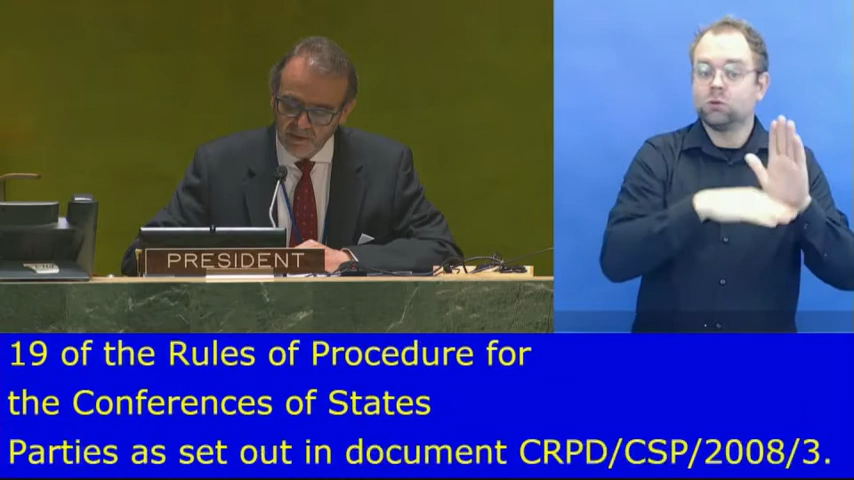 PRESIDENT
19 of the Rules of Procedure for
the Conferences of States
Parties as set out in document CRPD/CSP/2008/3.